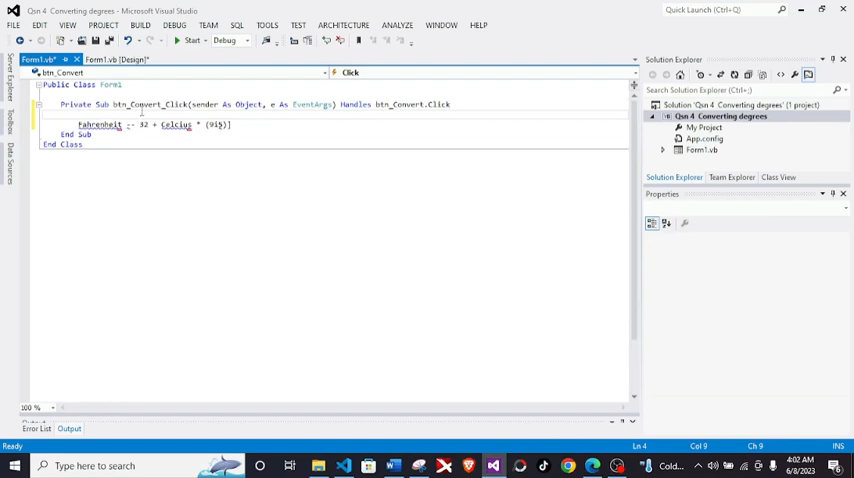 Qsn 4 Converting degrees - Microsoft Visual Studio
Quick Launch (Ctrl+Q)
FILE EDIT VIEW PROJECT BUILD DEBUG TEAM SQL TOOLS TEST ARCHITECTURE ANALYZE WINDOW HELP
Start Debug
Form1.vb* Form1.vb [Design]*
Server Explorer
Toolbox
Data Sources
btn_Convert Click
Public Class Form1
Private Sub btn_Convert_Click(sender As Object, e As EventArgs) Handles btn_Convert.Click
Fahrenheit -- 32 + Celcius * (9i5)]
End Sub
End Class
100 %
Output
Error List Output
Solution Explorer
Search Solution Explorer (Ctrl+;)
Solution 'Qsn 4 Converting degrees' (1 project)
Qsn 4 Converting degrees
My Project
App.config
Form1.vb
Solution Explorer Team Explorer Class View
Properties
Ready Ln 4 Col 9 Ch 9 INS
Type here to search
Cold...
4:02 AM
6/8/2023
6